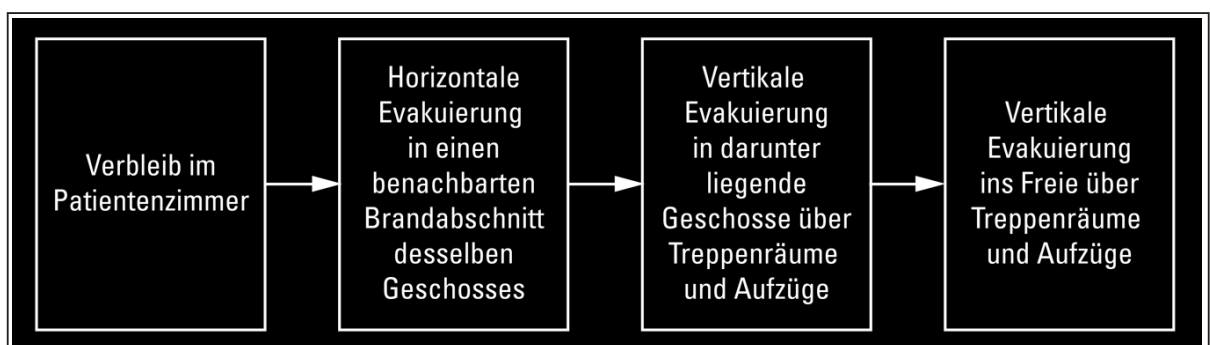 Verbleib im
Patientenzimmer
Horizontale
Evakuierung
in einen
benachbarten
Brandabschnitt
desselben
Geschosses
Vertikale
Evakuierung
in darunter
liegende
Geschosse über
Treppenräume
und Aufzüge
Vertikale
Evakuierung
ins Freie über
Treppenräume
und Aufzüge